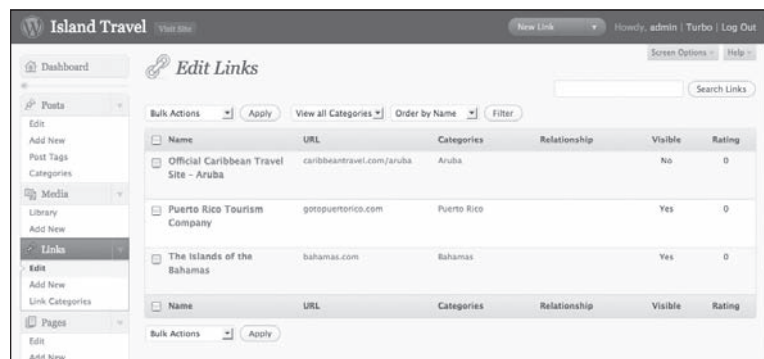 Island Travel Visit Site
New Link Howdy, admin | Turbo | Log Out
Screen Options Help
Dashboard
Edit Links
Search Links
Posts
Edit
Add New
Post Tags
Categories
Media
Library
Add New
Links
Edit
Add New
Link Categories
Pages
Edit
Add New
Bulk Actions Apply View all Categories Order by Name Filter
Name URL Categories Relationship Visible Rating
Official Caribbean Travel caribbeantravel.com/aruba Aruba No 0
Site – Aruba
Puerto Rico Tourism gotopuertorico.com Puerto Rico Yes 0
Company
The Islands of the bahamas.com Bahamas Yes 0
Bahamas
Name URL Categories Relationship Visible Rating
Bulk Actions Apply